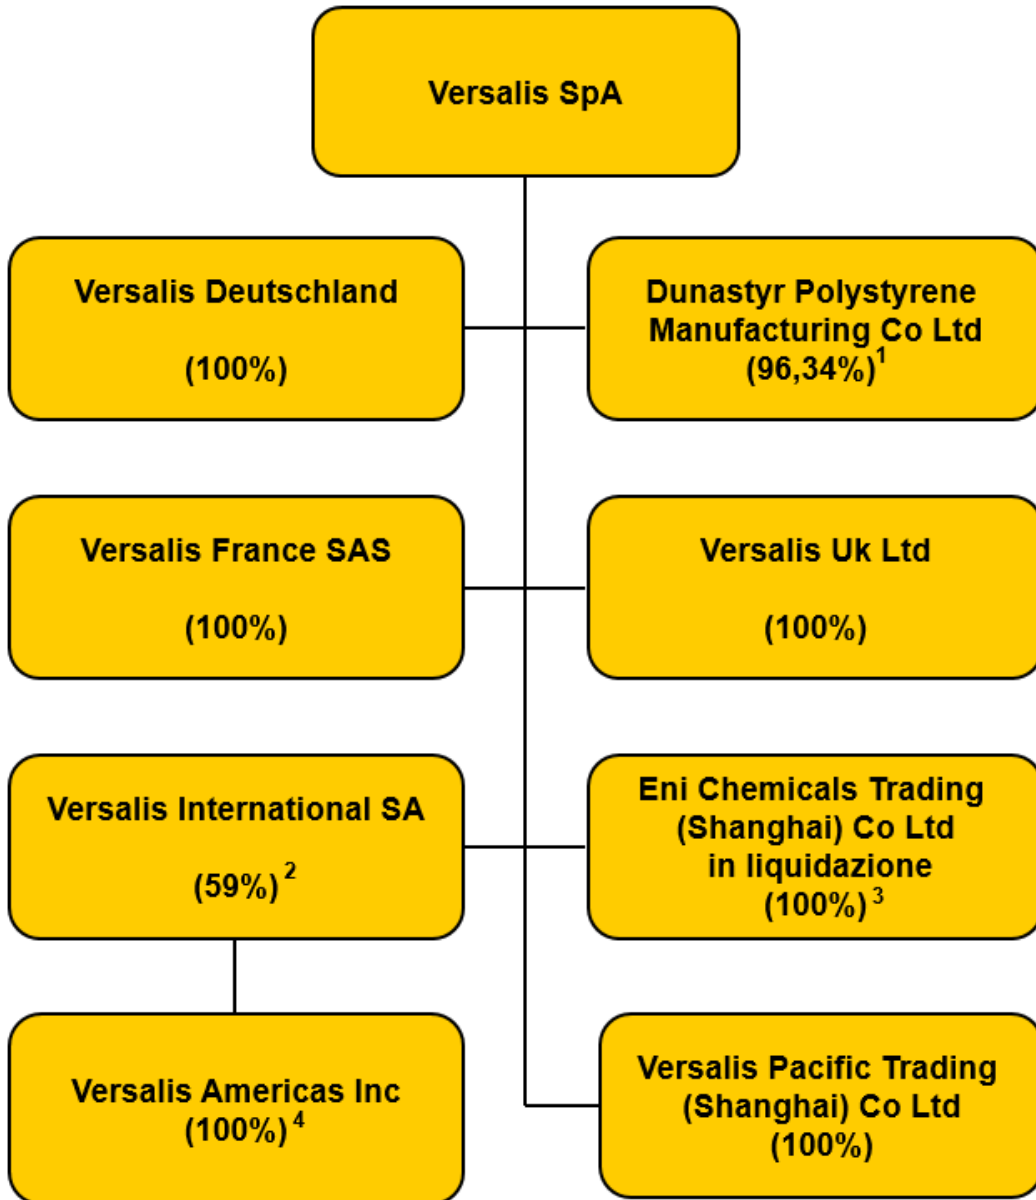 Versalis SpA
Versalis Deutschland
(100%)
Dunastyr Polystyrene
Manufacturing Co Ltd
(96,34%)1
Versalis France SAS
(100%)
Versalis Uk Ltd
(100%)
Versalis International SA
(59%) 2
Eni Chemicals Trading
(Shanghai) Co Ltd
in liquidazione
(100%) 3
Versalis Americas Inc
(100%) 4
Versalis Pacific Trading
(Shanghai) Co Ltd
(100%)